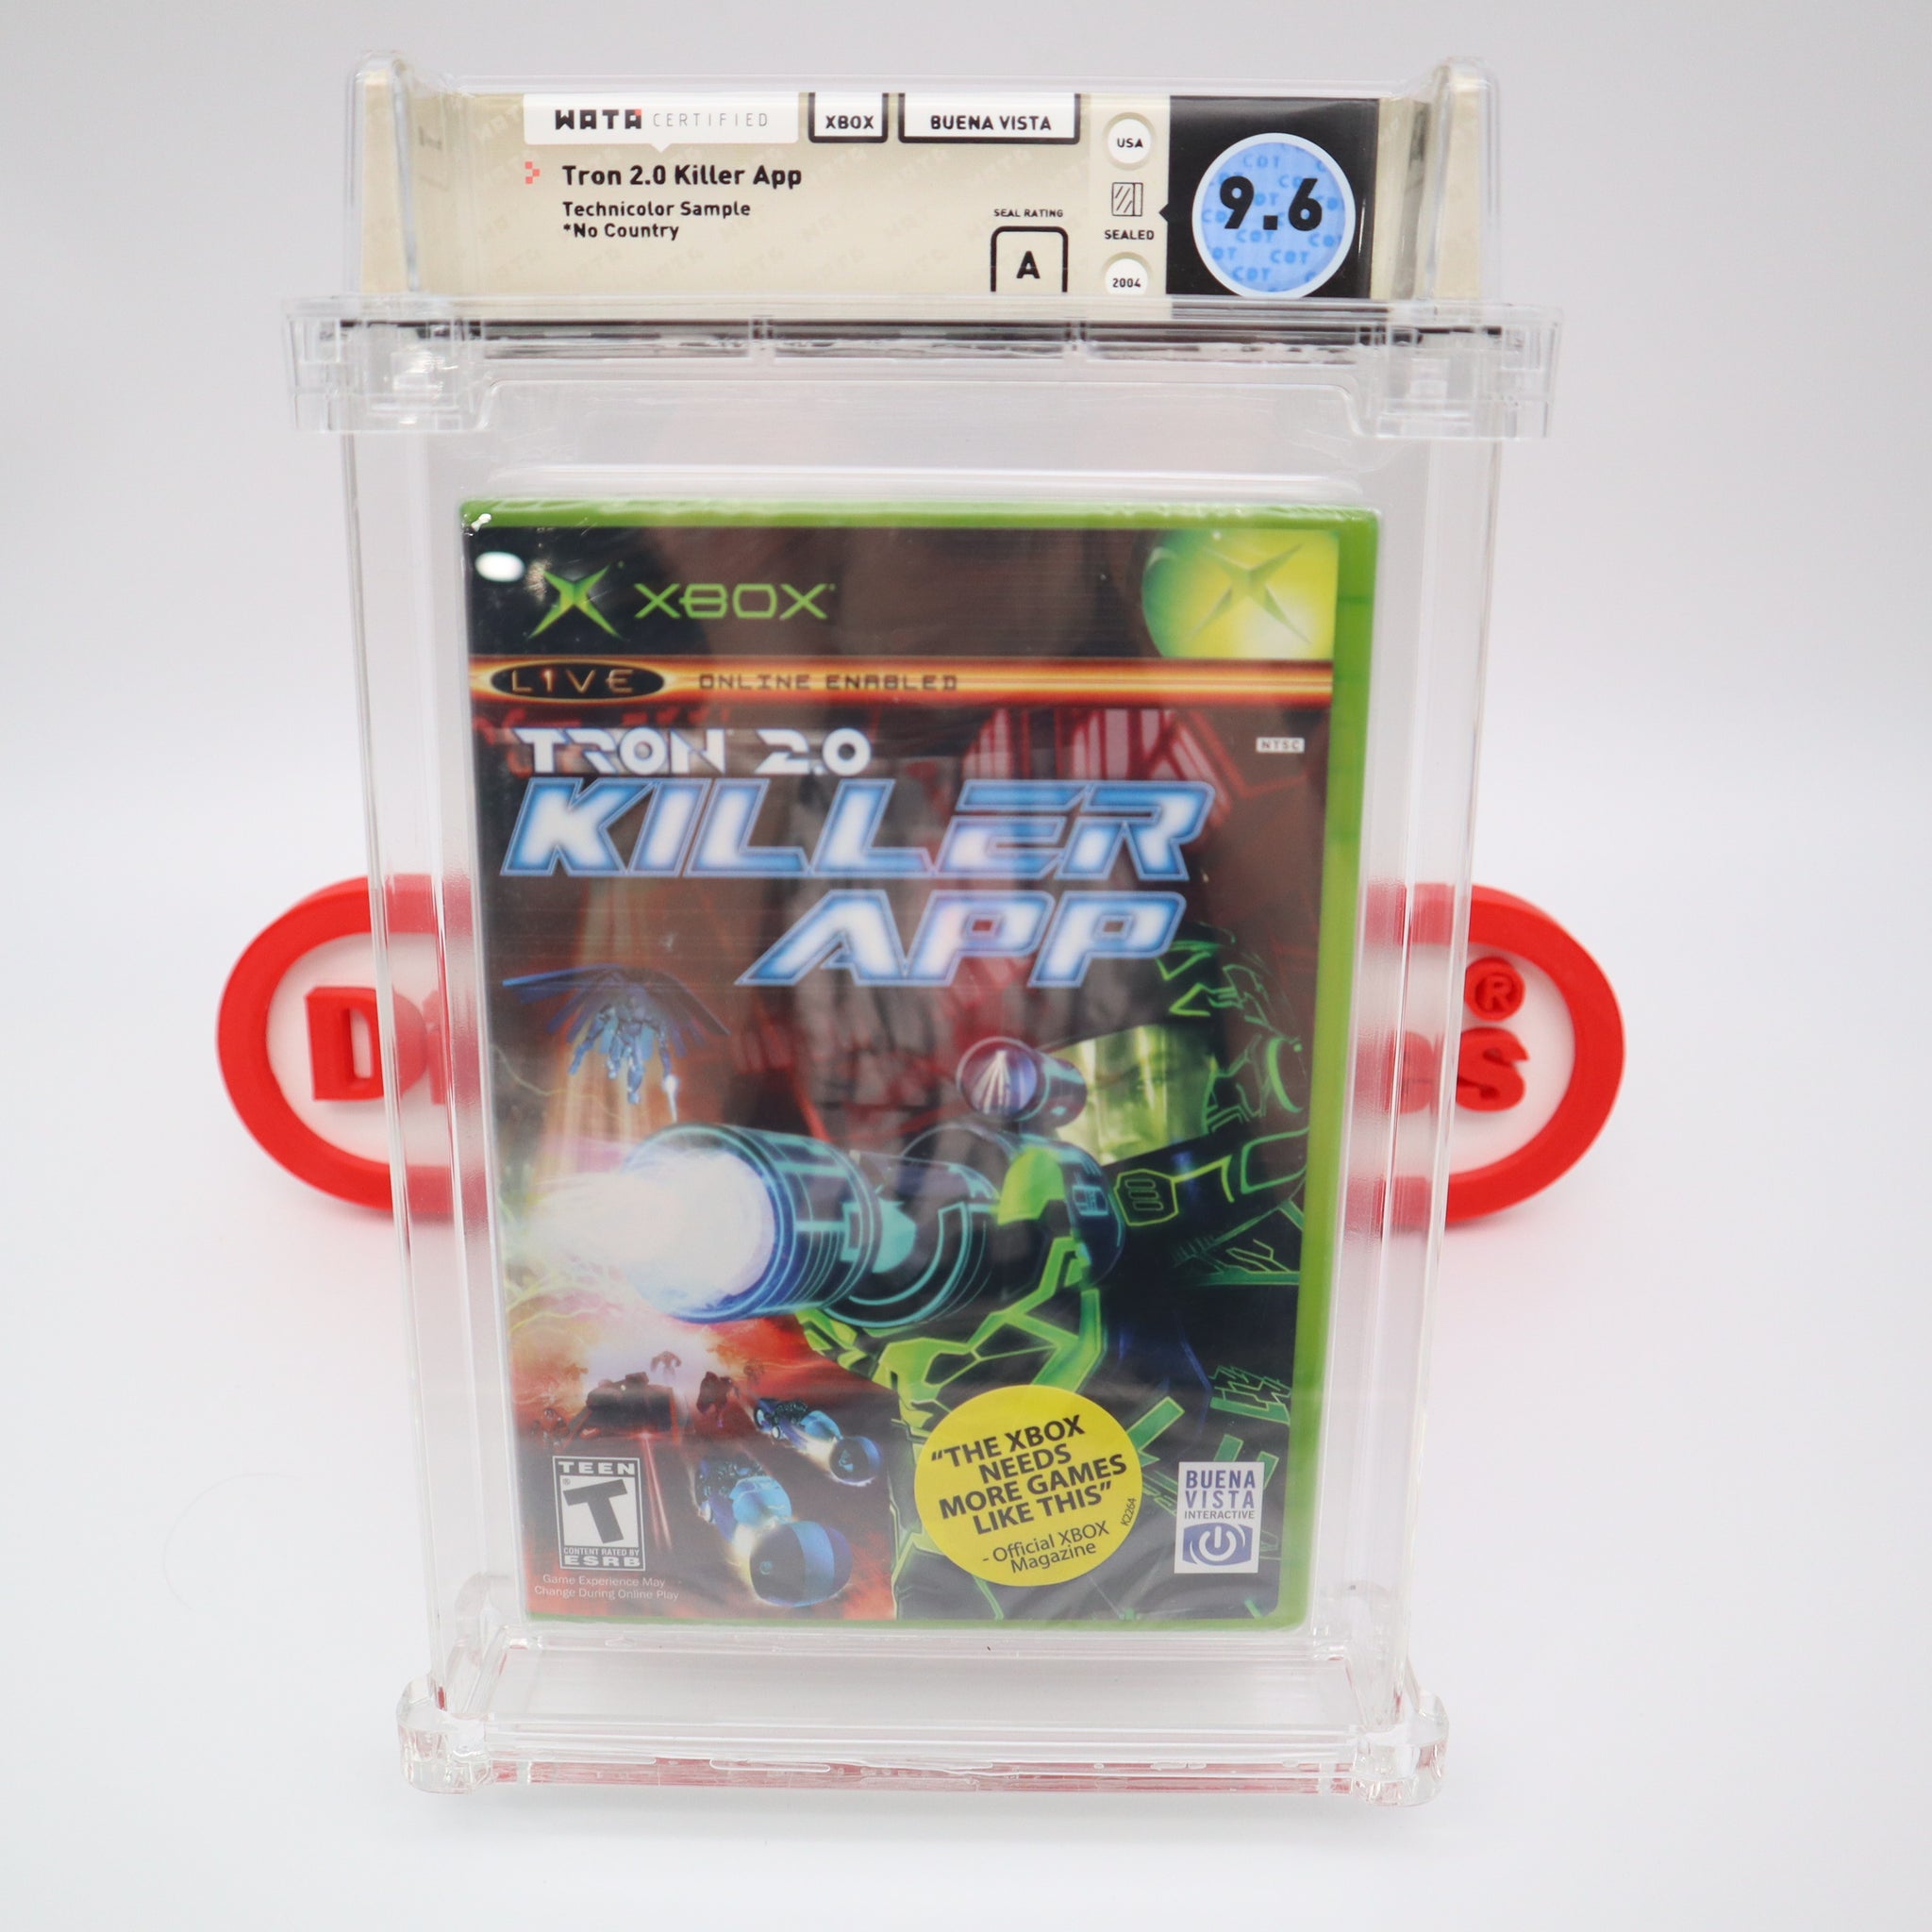 WATA CERTIFIED
XBOX
BUENA VISTA
Tron 2.0 Killer App
Technicolor Sample
*No Country
SEAL RATING
A
USA
SEALED
2004
9.6
XBOX
LIVE ONLINE ENABLED
NTSC
TRON 2.0
KILLER
APP
"THE XBOX
NEEDS
MORE GAMES
LIKE THIS"
- Official XBOX
Magazine
K2264
TEEN
T
CONTENT RATED BY
ESRB
Game Experience May
Change During Online Play
BUENA
VISTA
INTERACTIVE